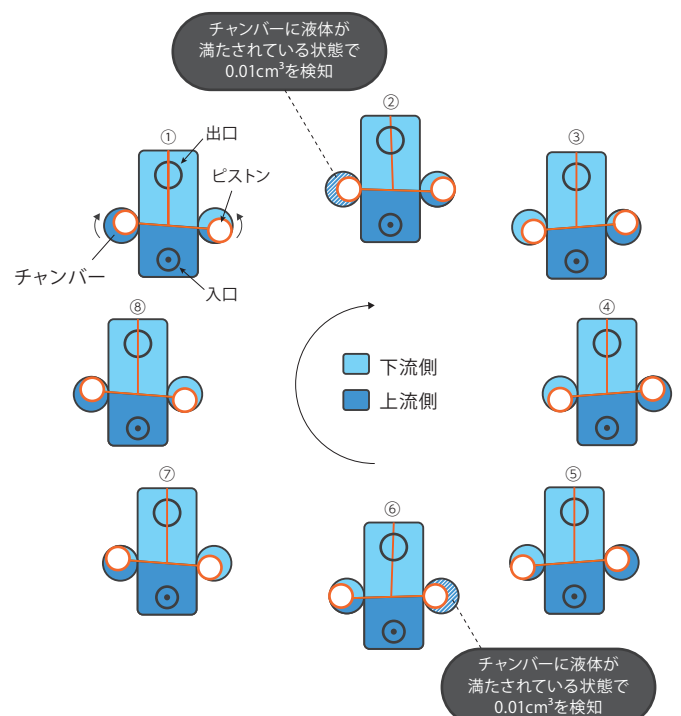 チャンバーに液体が
満たされている状態で
0.01cm³を検知
②
①
出口
③
ピストン
チャンバー
入口
⑧
④
下流側
上流側
⑦
⑤
⑥
チャンバーに液体が
満たされている状態で
0.01cm³を検知